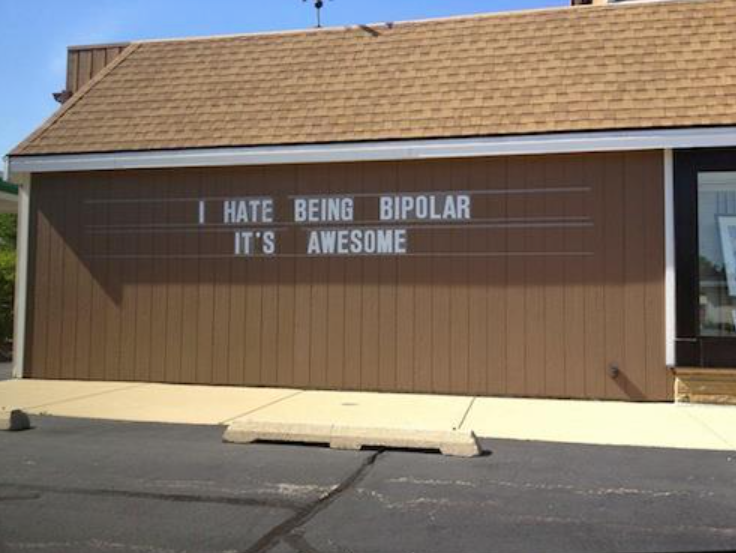 I HATE BEING BIPOLAR
IT'S AWESOME